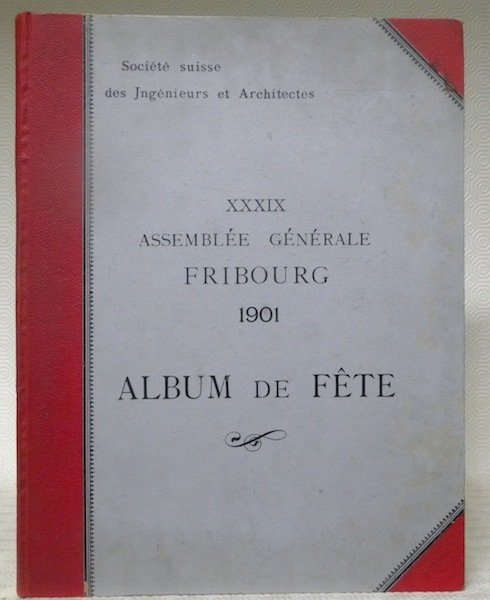 Société suisse
des Jngénieurs et Architectes
XXXIX
ASSEMBLÉE GÉNÉRALE
FRIBOURG
1901
ALBUM DE FÊTE